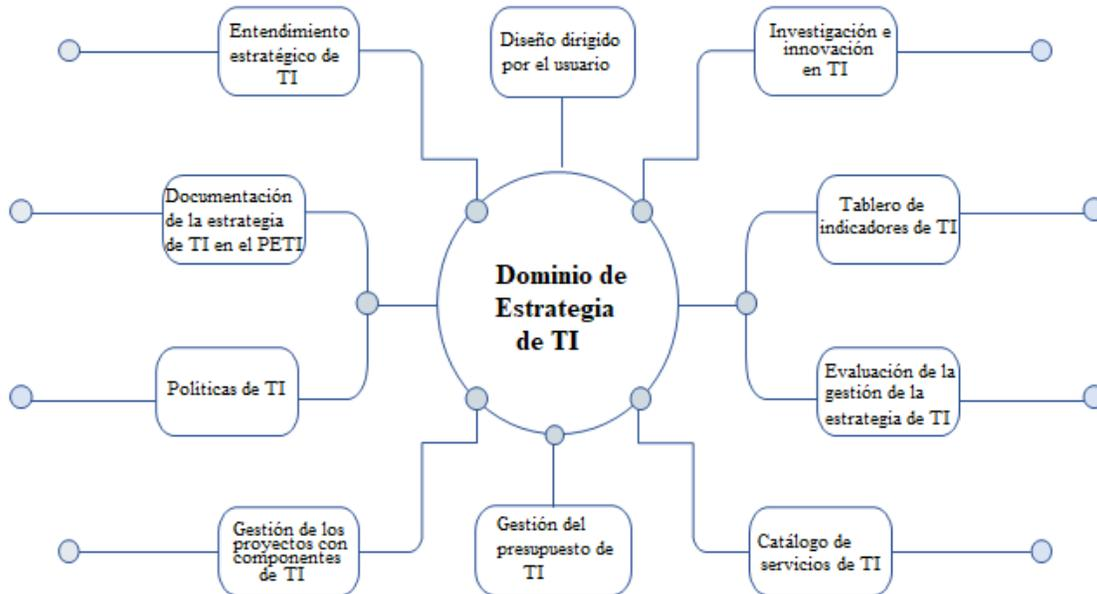 Entendimiento
estratégico de
TI
Diseño dirigido
por el usuario
Investigación e
innovación
en TI
Documentación
de la estrategia
de TI en el PETI
Tablero de
indicadores de TI
Dominio de
Estrategia
de TI
Políticas de TI
Evaluación de la
gestión de la
estrategia de TI
Gestión de los
proyectos con
componentes
de TI
Gestión del
presupuesto de
TI
Catálogo de
servicios de TI